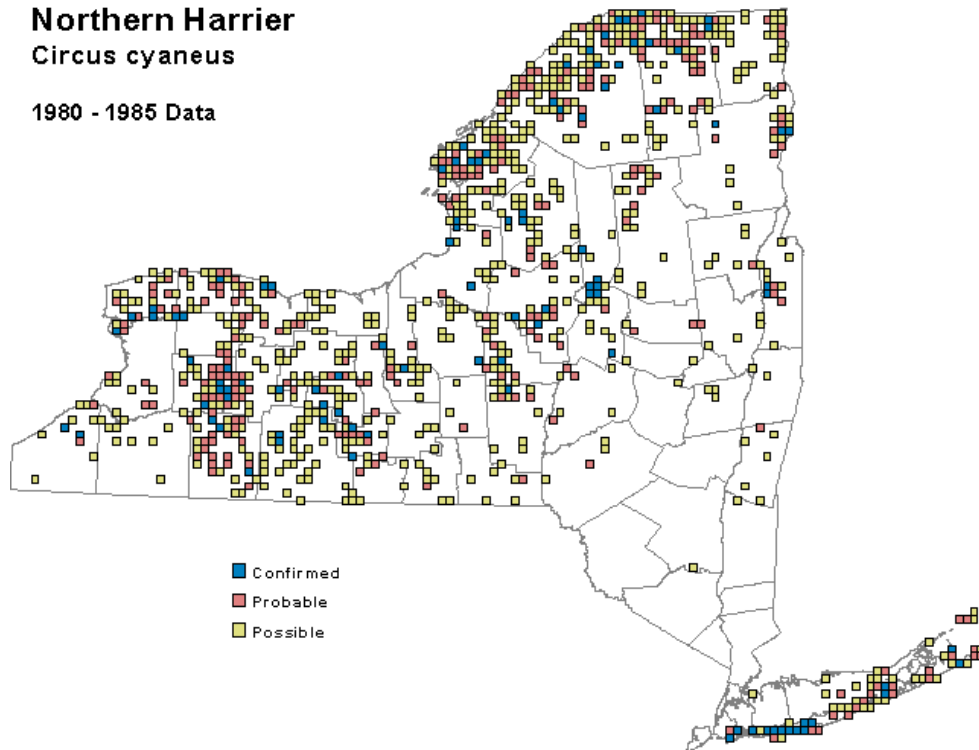 Northern Harrier
Circus cyaneus
1980 - 1985 Data
Confirmed
Probable
Possible